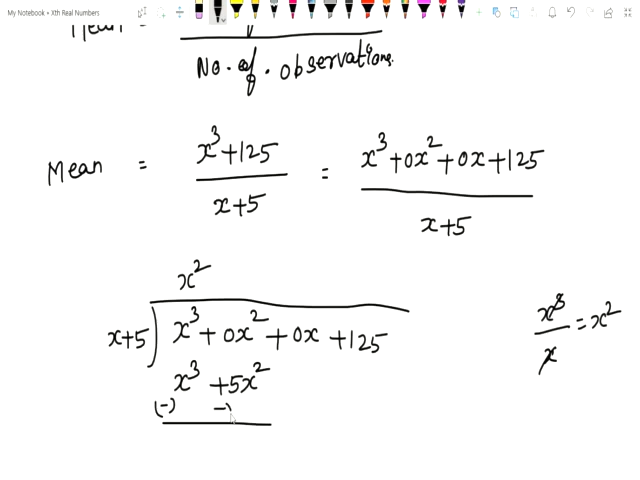 My Notebook » Xth Real Numbers
Mean =
No. of. observations.
Mean = x³+125 / x+5 = x³+0x²+0x+125 / x+5
x²
x+5 ) x³+0x²+0x+125
x³ +5x²
(-) -)
x³/x = x²